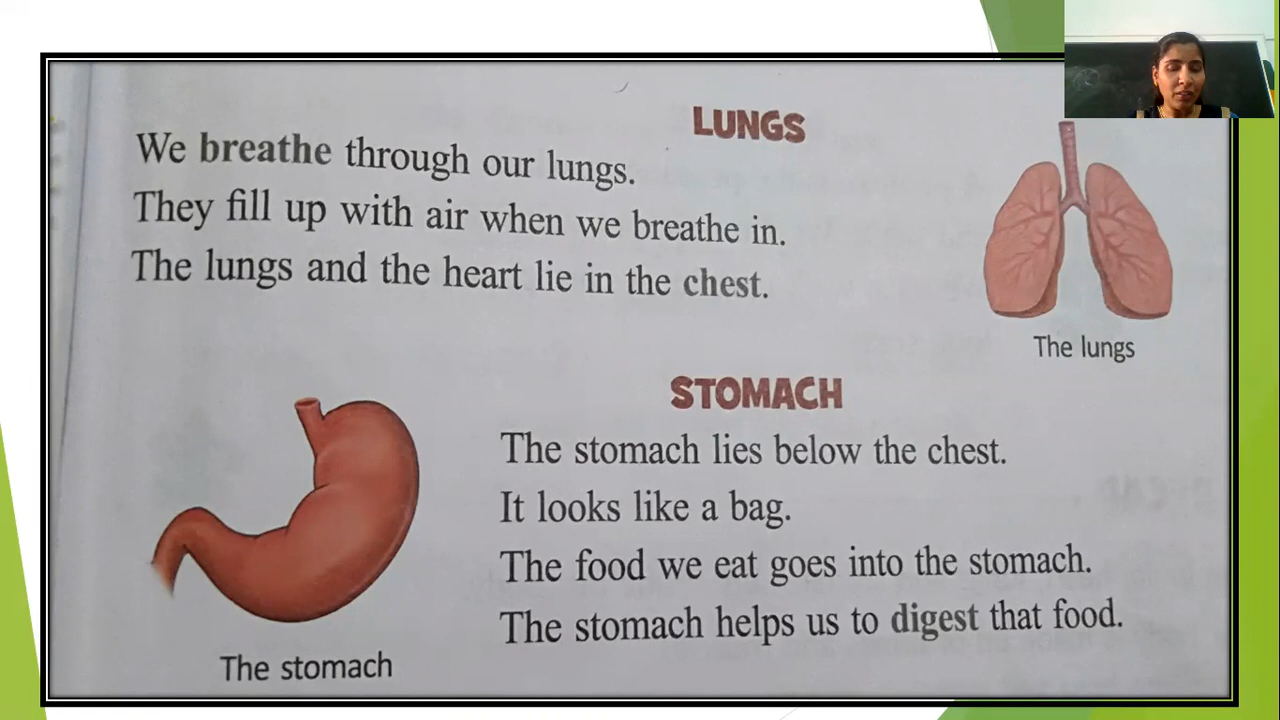 LUNGS
We breathe through our lungs.
They fill up with air when we breathe in.
The lungs and the heart lie in the chest.
The lungs
STOMACH
The stomach lies below the chest.
It looks like a bag.
The food we eat goes into the stomach.
The stomach helps us to digest that food.
The stomach